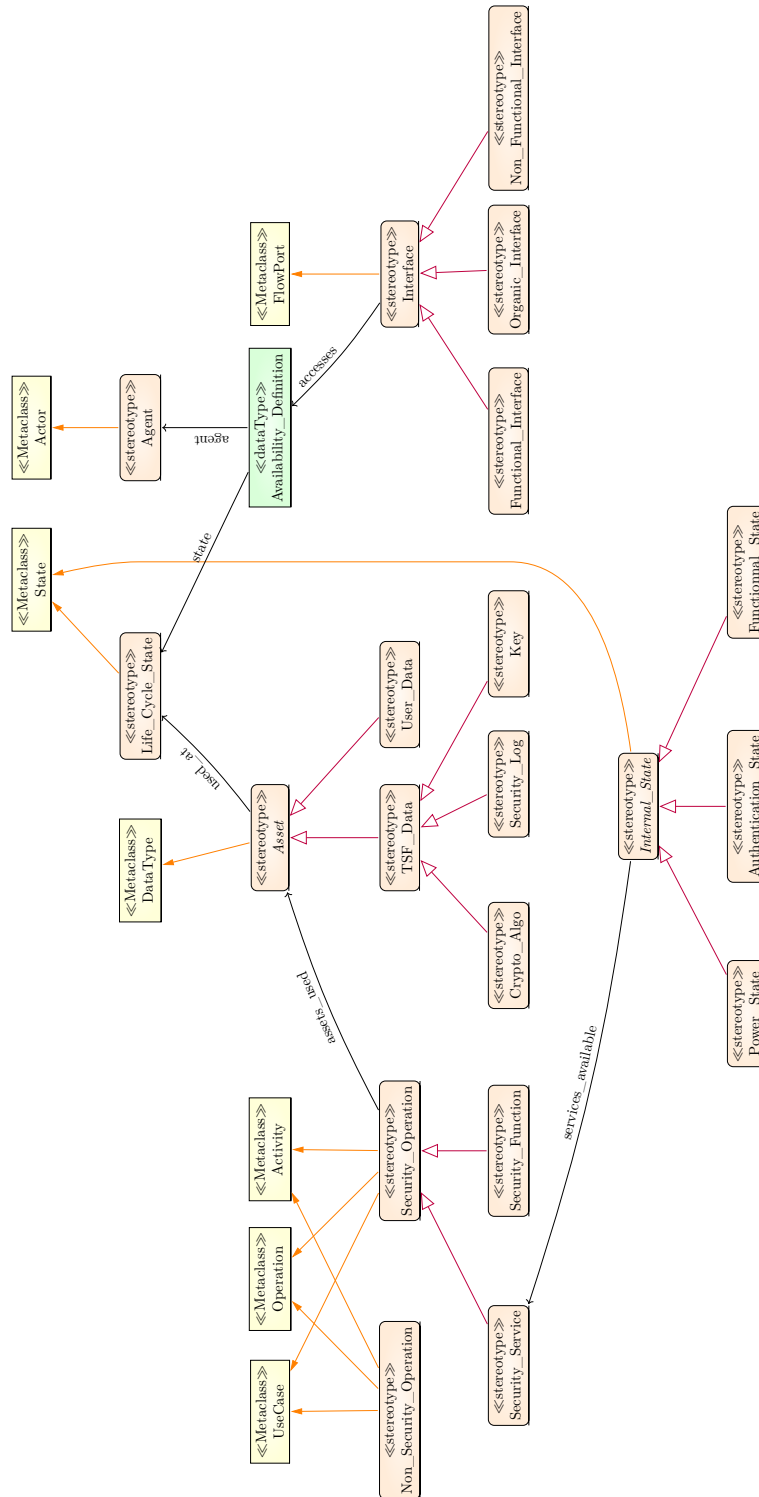 ≪Metaclass≫
State
≪Metaclass≫
Actor
≪Metaclass≫
DataType
≪stereotype≫
Life_Cycle_State
≪stereotype≫
Agent
used_at
state
agent
≪Metaclass≫
UseCase
≪Metaclass≫
Operation
≪Metaclass≫
Activity
≪stereotype≫
Asset
≪dataType≫
Availability_Definition
≪Metaclass≫
FlowPort
assets_used
accesses
≪stereotype≫
Non_Security_Operation
≪stereotype≫
Security_Operation
≪stereotype≫
TSF_Data
≪stereotype≫
User_Data
≪stereotype≫
Interface
≪stereotype≫
Security_Service
≪stereotype≫
Security_Function
≪stereotype≫
Crypto_Algo
≪stereotype≫
Security_Log
≪stereotype≫
Key
≪stereotype≫
Functional_Interface
≪stereotype≫
Organic_Interface
≪stereotype≫
Non_Functional_Interface
services_available
≪stereotype≫
Internal_State
≪stereotype≫
Power_State
≪stereotype≫
Authentication_State
≪stereotype≫
Functionnal_State